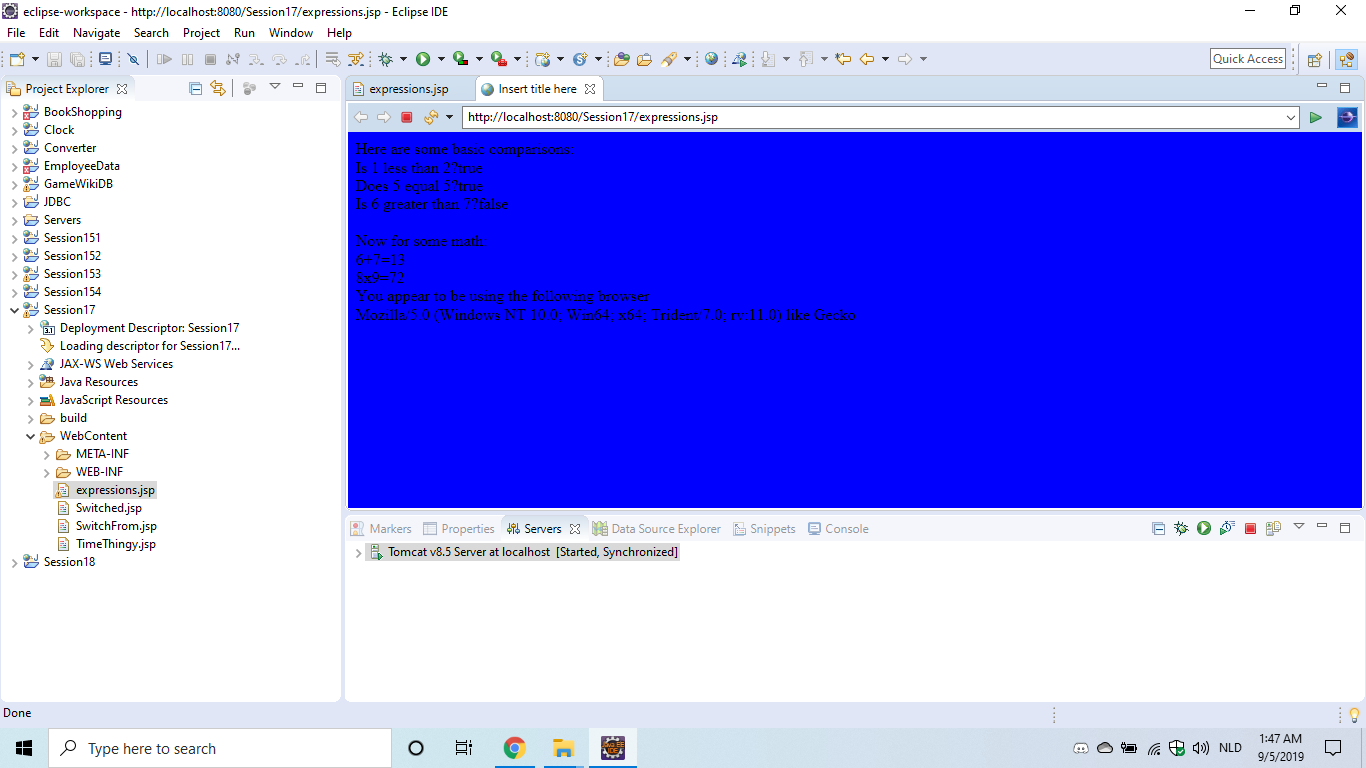 eclipse-workspace - http://localhost:8080/Session17/expressions.jsp - Eclipse IDE
File Edit Navigate Search Project Run Window Help
Quick Access
Project Explorer
BookShopping
Clock
Converter
EmployeeData
GameWikiDB
JDBC
Servers
Session151
Session152
Session153
Session154
Session17
Deployment Descriptor: Session17
Loading descriptor for Session17...
JAX-WS Web Services
Java Resources
JavaScript Resources
build
WebContent
META-INF
WEB-INF
expressions.jsp
Switched.jsp
SwitchFrom.jsp
TimeThingy.jsp
Session18
expressions.jsp Insert title here
http://localhost:8080/Session17/expressions.jsp
Here are some basic comparisons:
Is 1 less than 2?true
Does 5 equal 5?true
Is 6 greater than 7?false
Now for some math:
6+7=13
8x9=72
You appear to be using the following browser:
Mozilla/5.0 (Windows NT 10.0; Win64; x64; Trident/7.0; rv:11.0) like Gecko
Markers Properties Servers Data Source Explorer Snippets Console
Tomcat v8.5 Server at localhost [Started, Synchronized]
Done
Type here to search
NLD
1:47 AM
9/5/2019